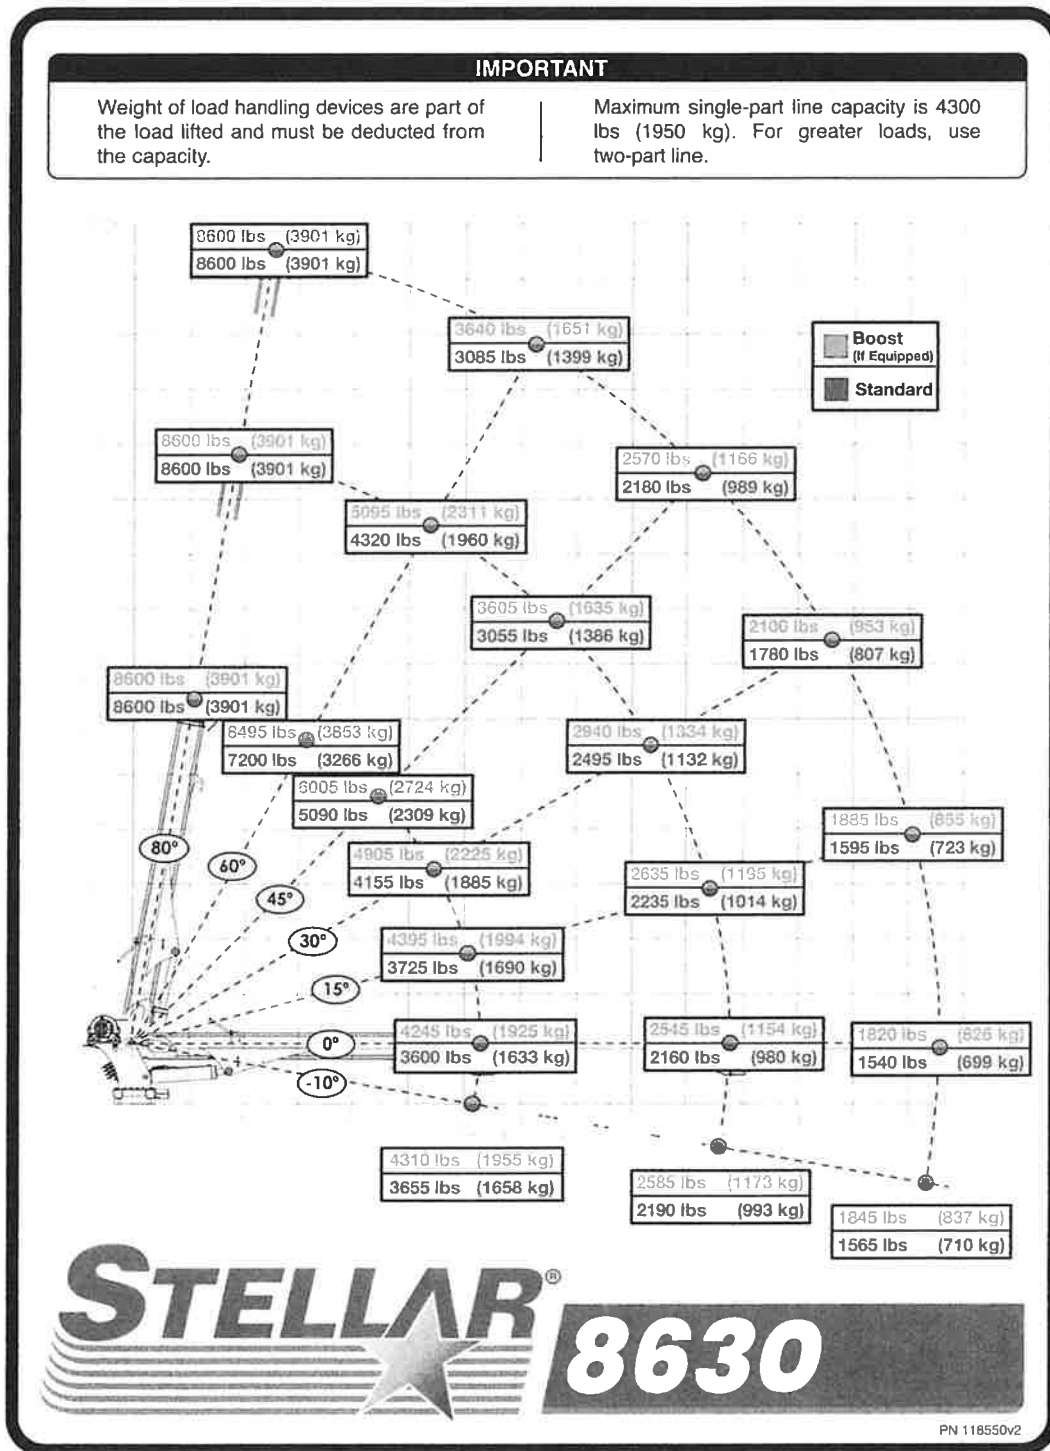 IMPORTANT
Weight of load handling devices are part of
the load lifted and must be deducted from
the capacity.
Maximum single-part line capacity is 4300
lbs (1950 kg). For greater loads, use
two-part line.
8600 lbs (3901 kg)
8600 lbs (3901 kg)
3640 lbs (1651 kg)
3085 lbs (1399 kg)
Boost
(If Equipped)
Standard
8600 lbs (3901 kg)
8600 lbs (3901 kg)
2570 lbs (1166 kg)
2180 lbs (989 kg)
5095 lbs (2311 kg)
4320 lbs (1960 kg)
3605 lbs (1635 kg)
3055 lbs (1386 kg)
2100 lbs (953 kg)
1780 lbs (807 kg)
8600 lbs (3901 kg)
8600 lbs (3901 kg)
8495 lbs (3853 kg)
7200 lbs (3266 kg)
2940 lbs (1334 kg)
2495 lbs (1132 kg)
6005 lbs (2724 kg)
5090 lbs (2309 kg)
1885 lbs (855 kg)
1595 lbs (723 kg)
80°
60°
4905 lbs (2225 kg)
4155 lbs (1885 kg)
2635 lbs (1195 kg)
2235 lbs (1014 kg)
45°
30°
4395 lbs (1994 kg)
3725 lbs (1690 kg)
15°
0°
4245 lbs (1925 kg)
3600 lbs (1633 kg)
2545 lbs (1154 kg)
2160 lbs (980 kg)
1820 lbs (826 kg)
1540 lbs (699 kg)
-10°
4310 lbs (1955 kg)
3655 lbs (1658 kg)
2585 lbs (1173 kg)
2190 lbs (993 kg)
1845 lbs (837 kg)
1565 lbs (710 kg)
STELLAR®
8630
PN 118550v2